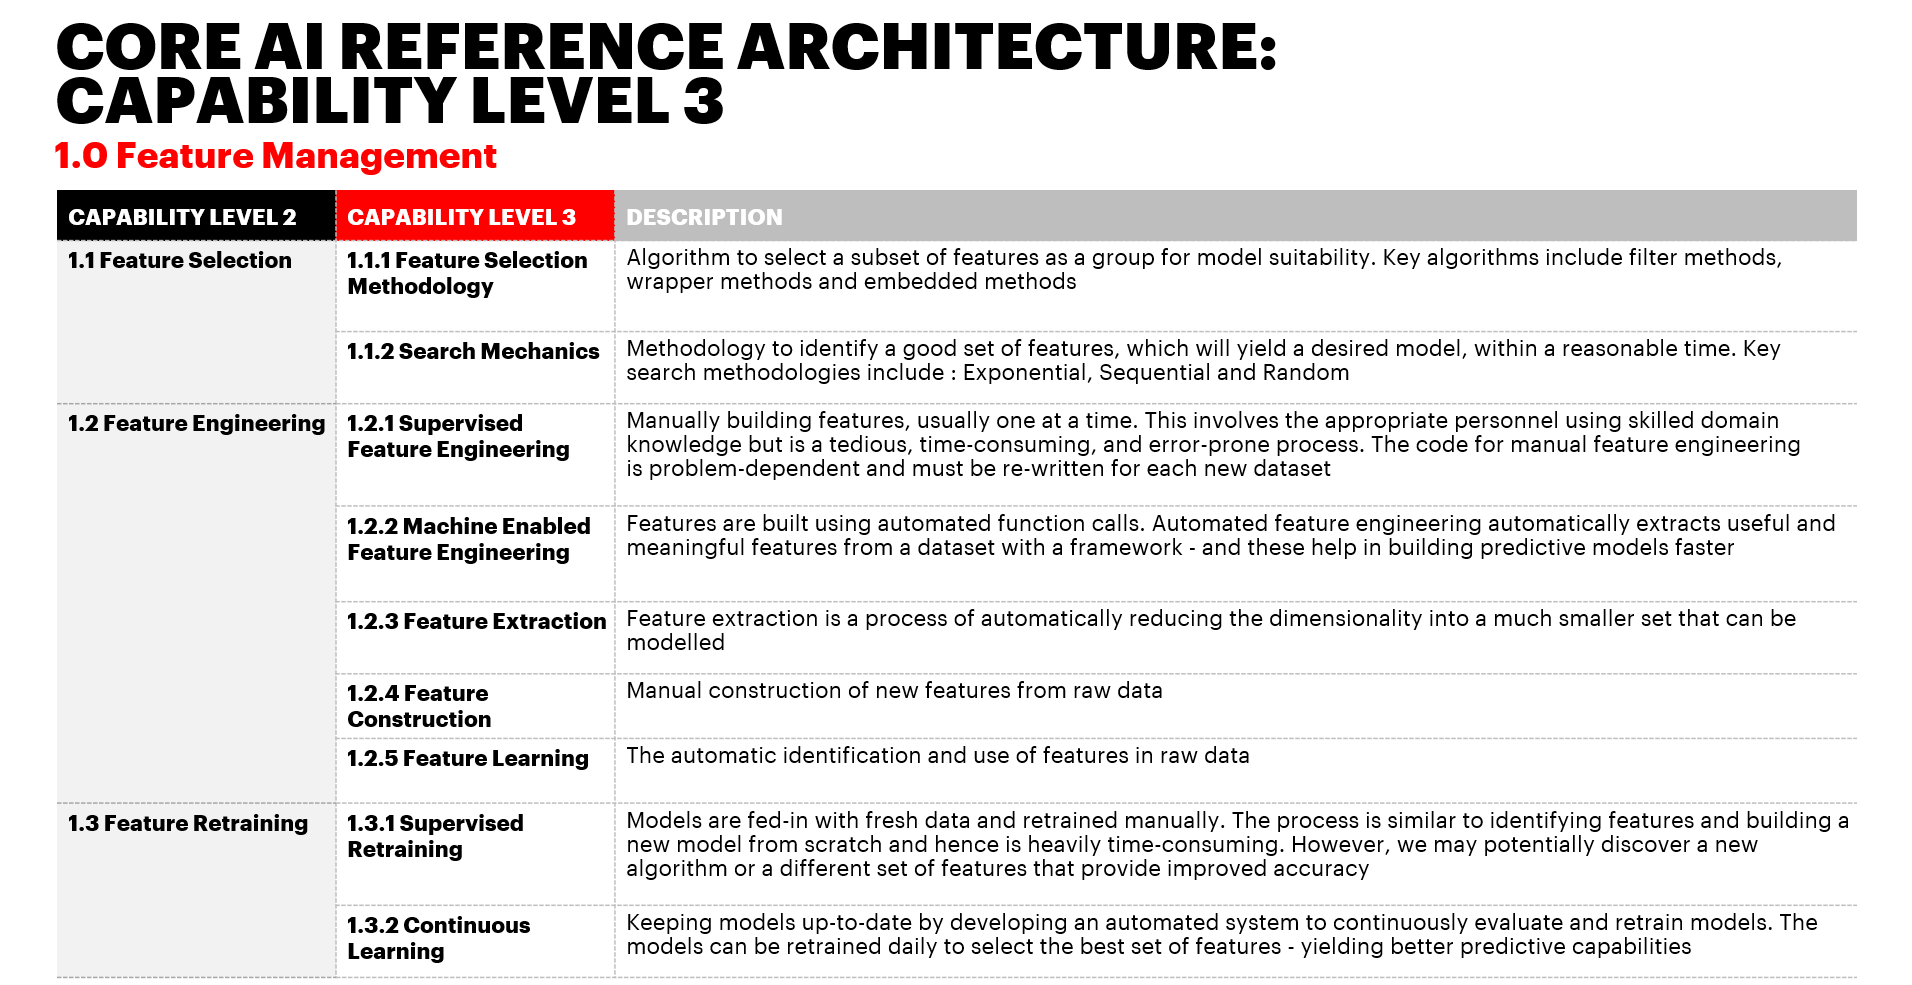 CORE AI REFERENCE ARCHITECTURE:
CAPABILITY LEVEL 3
1.0 Feature Management
CAPABILITY LEVEL 2
CAPABILITY LEVEL 3
DESCRIPTION
1.1 Feature Selection
1.1.1 Feature Selection
Methodology
Algorithm to select a subset of features as a group for model suitability. Key algorithms include filter methods,
wrapper methods and embedded methods
1.1.2 Search Mechanics
Methodology to identify a good set of features, which will yield a desired model, within a reasonable time. Key
search methodologies include : Exponential, Sequential and Random
1.2 Feature Engineering
1.2.1 Supervised
Feature Engineering
Manually building features, usually one at a time. This involves the appropriate personnel using skilled domain
knowledge but is a tedious, time-consuming, and error-prone process. The code for manual feature engineering
is problem-dependent and must be re-written for each new dataset
1.2.2 Machine Enabled
Feature Engineering
Features are built using automated function calls. Automated feature engineering automatically extracts useful and
meaningful features from a dataset with a framework - and these help in building predictive models faster
1.2.3 Feature Extraction
Feature extraction is a process of automatically reducing the dimensionality into a much smaller set that can be
modelled
1.2.4 Feature
Construction
Manual construction of new features from raw data
1.2.5 Feature Learning
The automatic identification and use of features in raw data
1.3 Feature Retraining
1.3.1 Supervised
Retraining
Models are fed-in with fresh data and retrained manually. The process is similar to identifying features and building a
new model from scratch and hence is heavily time-consuming. However, we may potentially discover a new
algorithm or a different set of features that provide improved accuracy
1.3.2 Continuous
Learning
Keeping models up-to-date by developing an automated system to continuously evaluate and retrain models. The
models can be retrained daily to select the best set of features - yielding better predictive capabilities